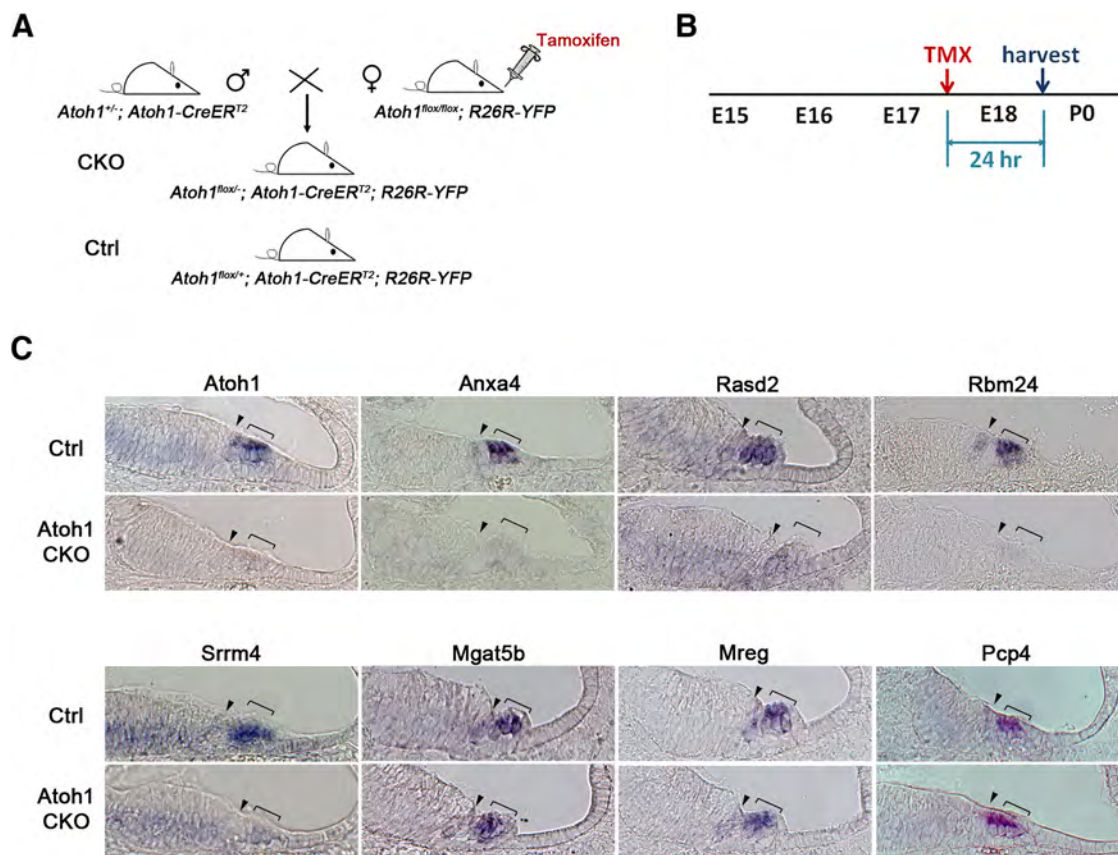 A
Tamoxifen
♂
♀
Atoh1+/-; Atoh1-CreERT2
Atoh1flox/flox; R26R-YFP
CKO
Atoh1flox/-; Atoh1-CreERT2; R26R-YFP
Ctrl
Atoh1flox/+; Atoh1-CreERT2; R26R-YFP
B
TMX harvest
E15 E16 E17 E18 P0
24 hr
C
Atoh1 Anxa4 Rasd2 Rbm24
Ctrl
Atoh1
CKO
Srrm4 Mgat5b Mreg Pcp4
Ctrl
Atoh1
CKO